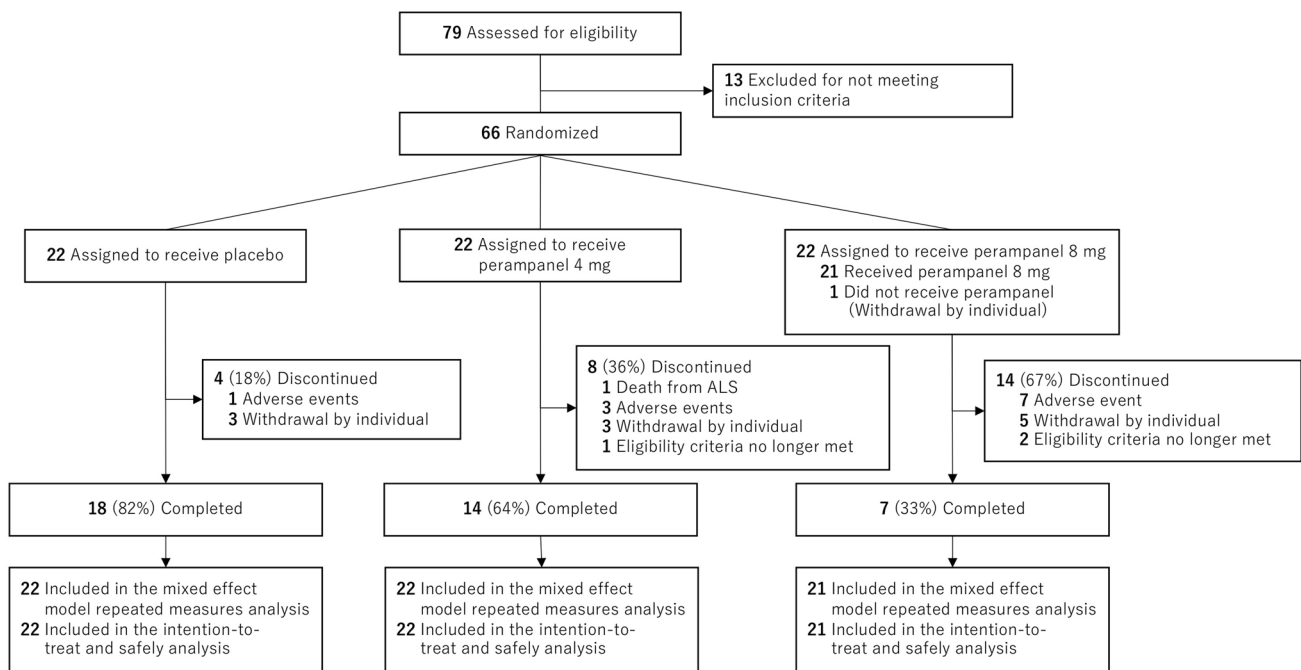 79 Assessed for eligibility
13 Excluded for not meeting
inclusion criteria
66 Randomized
22 Assigned to receive placebo
22 Assigned to receive
perampanel 4 mg
22 Assigned to receive perampanel 8 mg
21 Received perampanel 8 mg
1 Did not receive perampanel
(Withdrawal by individual)
4 (18%) Discontinued
1 Adverse events
3 Withdrawal by individual
8 (36%) Discontinued
1 Death from ALS
3 Adverse events
3 Withdrawal by individual
1 Eligibility criteria no longer met
14 (67%) Discontinued
7 Adverse event
5 Withdrawal by individual
2 Eligibility criteria no longer met
18 (82%) Completed
14 (64%) Completed
7 (33%) Completed
22 Included in the mixed effect
model repeated measures analysis
22 Included in the intention-to-
treat and safely analysis
22 Included in the mixed effect
model repeated measures analysis
22 Included in the intention-to-
treat and safely analysis
21 Included in the mixed effect
model repeated measures analysis
21 Included in the intention-to-
treat and safely analysis